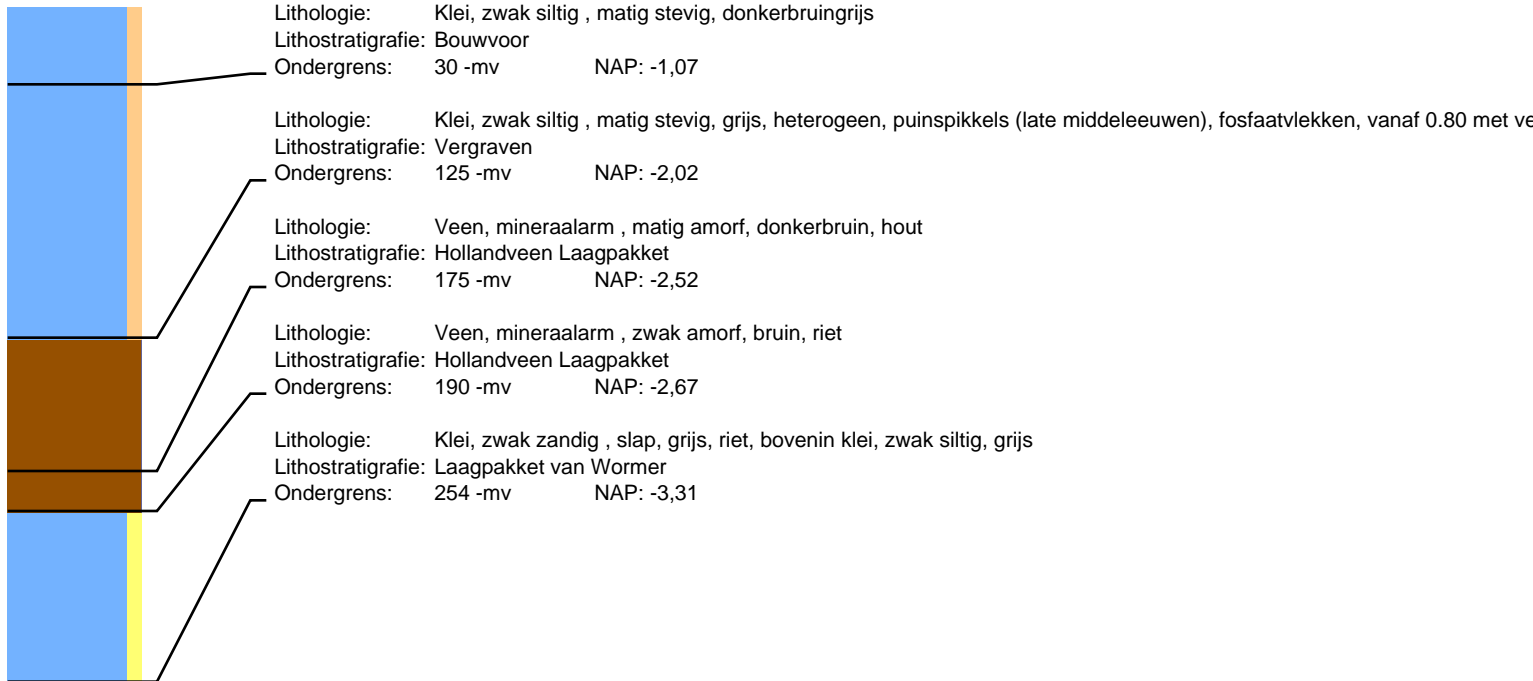 Lithologie: Klei, zwak siltig , matig stevig, donkerbruingrijs
Lithostratigrafie: Bouwvoor
Ondergrens: 30 -mv NAP: -1,07
Lithologie: Klei, zwak siltig , matig stevig, grijs, heterogeen, puinspikkels (late middeleeuwen), fosfaatvlekken, vanaf 0.80 met
Lithostratigrafie: Vergraven
Ondergrens: 125 -mv NAP: -2,02
Lithologie: Veen, mineraalarm , matig amorf, donkerbruin, hout
Lithostratigrafie: Hollandveen Laagpakket
Ondergrens: 175 -mv NAP: -2,52
Lithologie: Veen, mineraalarm , zwak amorf, bruin, riet
Lithostratigrafie: Hollandveen Laagpakket
Ondergrens: 190 -mv NAP: -2,67
Lithologie: Klei, zwak zandig , slap, grijs, riet, bovenin klei, zwak siltig, grijs
Lithostratigrafie: Laagpakket van Wormer
Ondergrens: 254 -mv NAP: -3,31